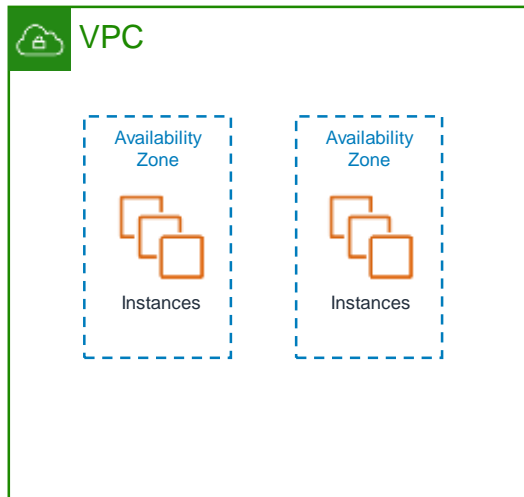 VPC
Availability
Zone
Instances
Availability
Zone
Instances